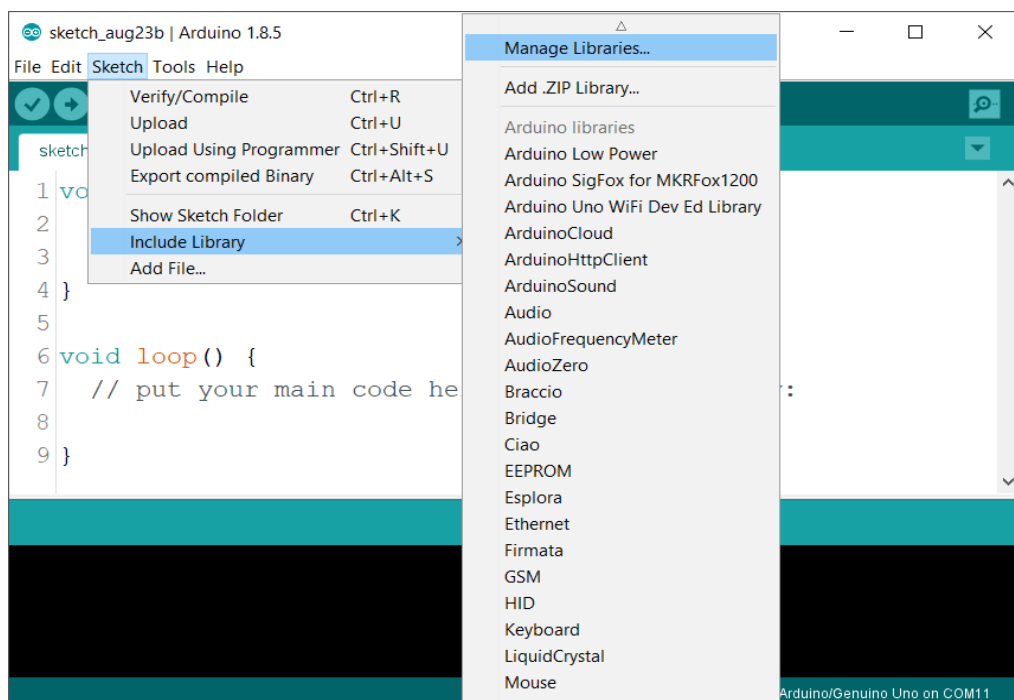 sketch_aug23b | Arduino 1.8.5
File Edit Sketch Tools Help
Verify/Compile Ctrl+R
Upload Ctrl+U
Upload Using Programmer Ctrl+Shift+U
Export compiled Binary Ctrl+Alt+S
Show Sketch Folder Ctrl+K
Include Library
Add File...
Manage Libraries...
Add .ZIP Library...
Arduino libraries
Arduino Low Power
Arduino SigFox for MKRFox1200
Arduino Uno WiFi Dev Ed Library
ArduinoCloud
ArduinoHttpClient
ArduinoSound
Audio
AudioFrequencyMeter
AudioZero
Braccio
Bridge
Ciao
EEPROM
Esplora
Ethernet
Firmata
GSM
HID
Keyboard
LiquidCrystal
Mouse
sketch
1 vo
2
3
4 }
5
6 void loop() {
7 // put your main code he :
8
9 }
Arduino/Genuino Uno on COM11